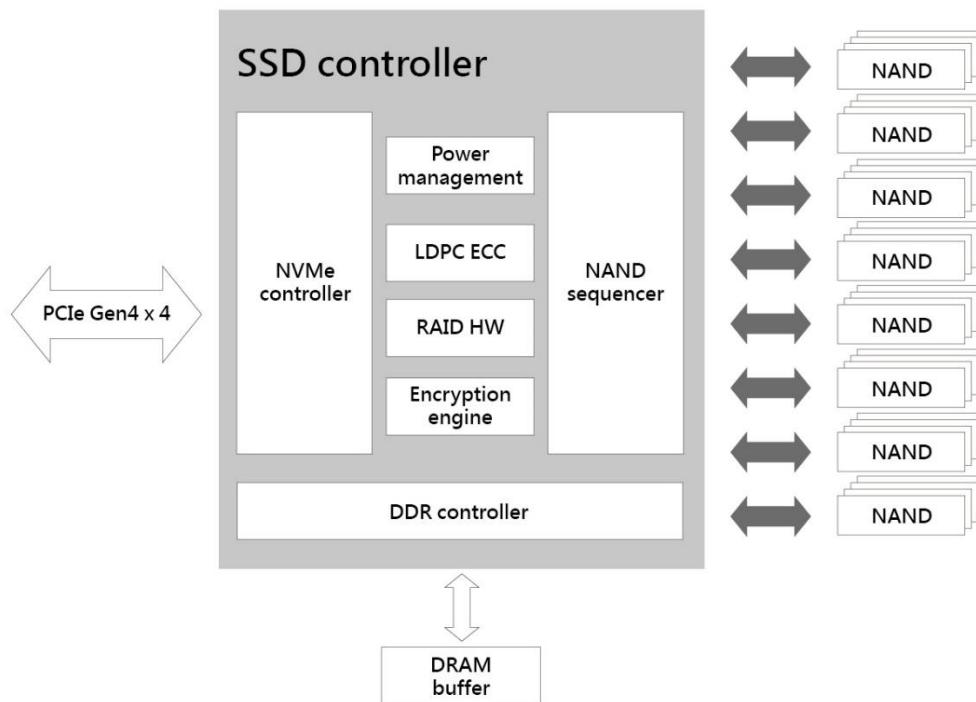 SSD controller
PCIe Gen4 x 4
NVMe
controller
Power
management
LDPC ECC
RAID HW
Encryption
engine
NAND
sequencer
DDR controller
DRAM
buffer
NAND
NAND
NAND
NAND
NAND
NAND
NAND
NAND